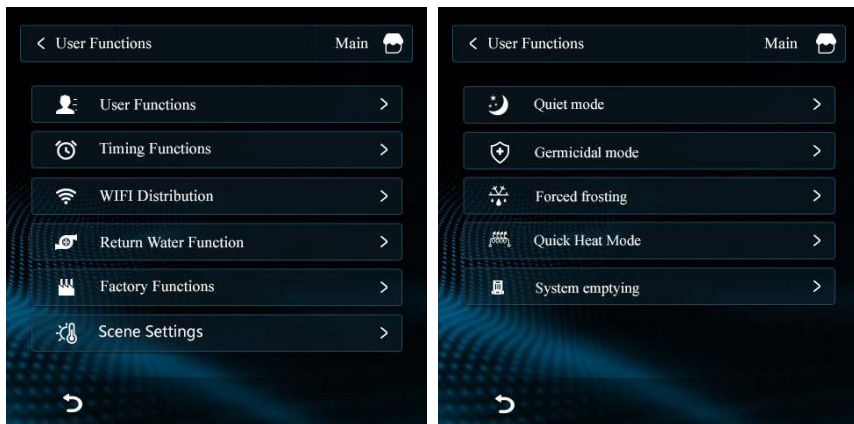 User Functions Main
User Functions
Timing Functions
WIFI Distribution
Return Water Function
Factory Functions
Scene Settings
User Functions Main
Quiet mode
Germicidal mode
Forced frosting
Quick Heat Mode
System emptying